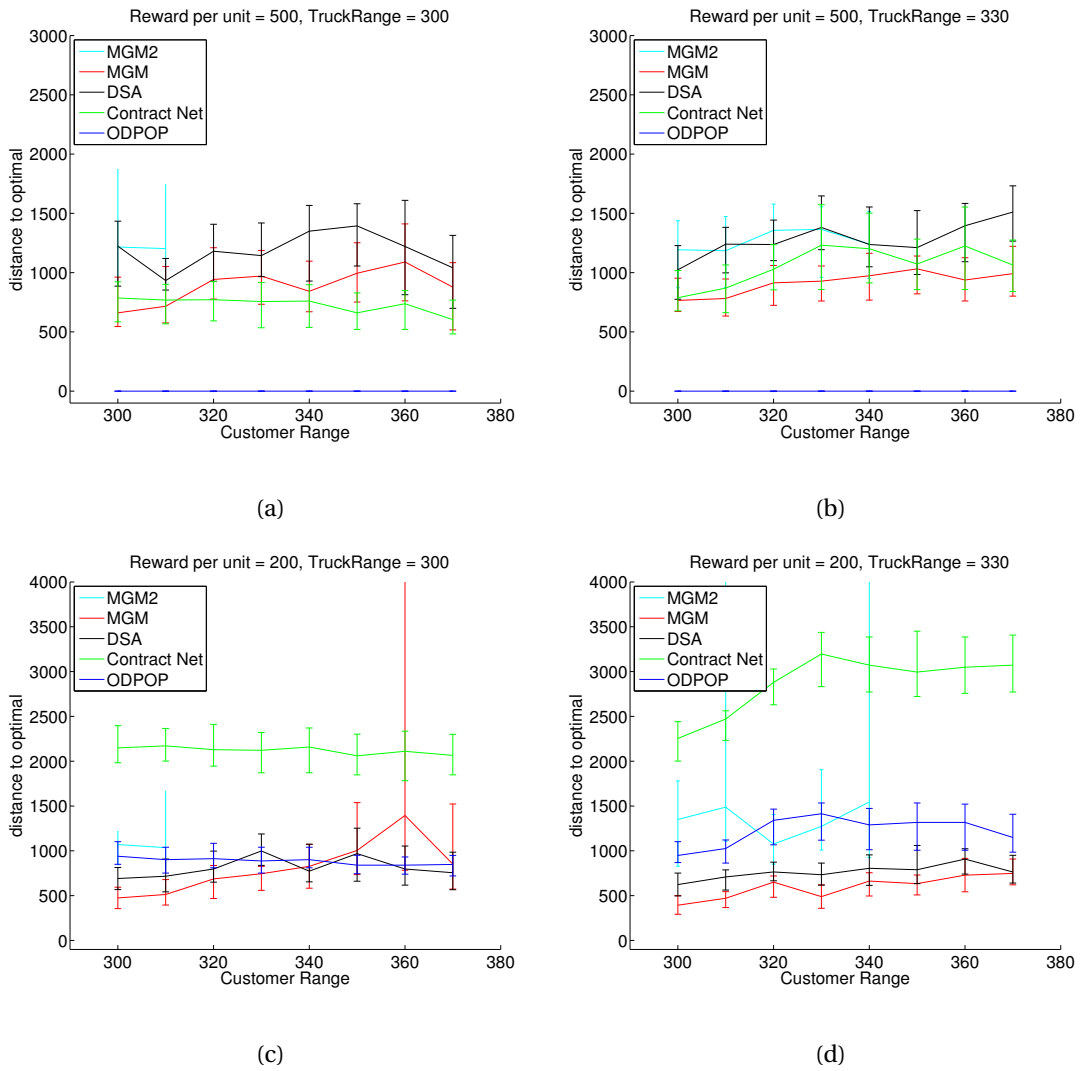 Reward per unit = 500, TruckRange = 300
3000
2500
2000
1500
1000
500
0
distance to optimal
MGM2
MGM
DSA
Contract Net
ODPOP
300
320
340
360
380
Customer Range
(a)
Reward per unit = 500, TruckRange = 330
3000
2500
2000
1500
1000
500
0
distance to optimal
MGM2
MGM
DSA
Contract Net
ODPOP
300
320
340
360
380
Customer Range
(b)
Reward per unit = 200, TruckRange = 300
4000
3500
3000
2500
2000
1500
1000
500
0
distance to optimal
MGM2
MGM
DSA
Contract Net
ODPOP
300
320
340
360
380
Customer Range
(c)
Reward per unit = 200, TruckRange = 330
4000
3500
3000
2500
2000
1500
1000
500
0
distance to optimal
MGM2
MGM
DSA
Contract Net
ODPOP
300
320
340
360
380
Customer Range
(d)